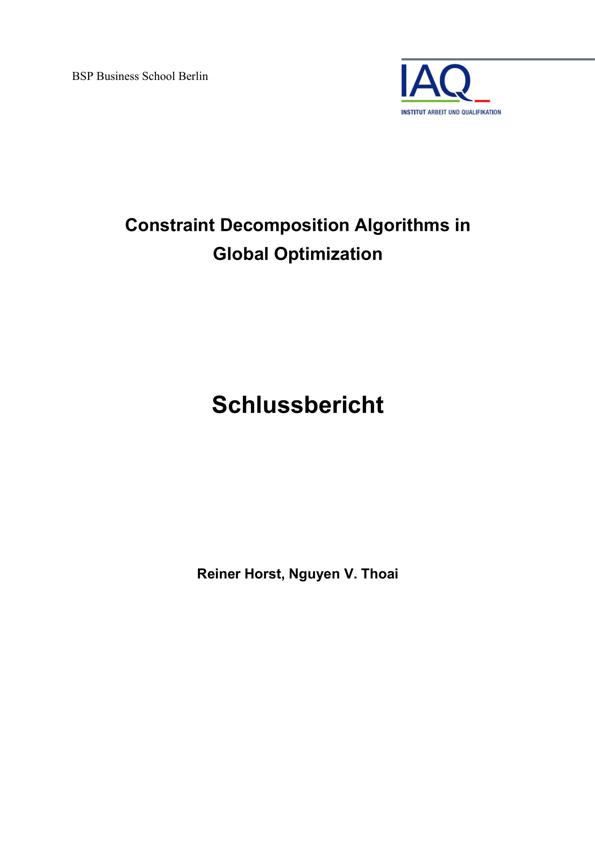 BSP Business School Berlin
IAQ
INSTITUT ARBEIT UND QUALIFIKATION
Constraint Decomposition Algorithms in
Global Optimization
Schlussbericht
Reiner Horst, Nguyen V. Thoai